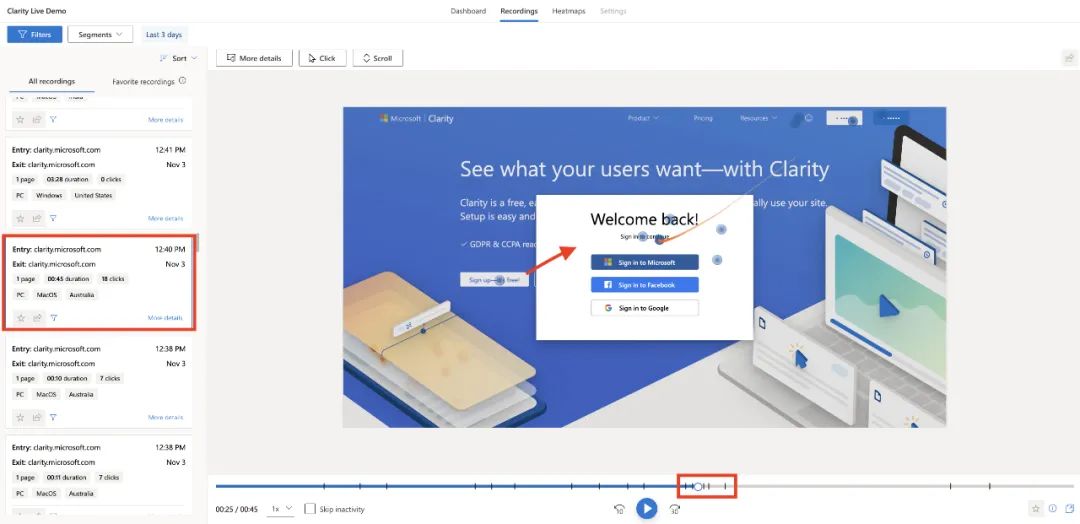 Clarity Live Demo
Dashboard Recordings Heatmaps Settings
Filters Segments Last 3 days
Sort
All recordings Favorite recordings
PC MacOS India
More details
Entry: clarity.microsoft.com 12:41 PM
Exit: clarity.microsoft.com Nov 3
1 page 03:28 duration 0 clicks
PC Windows United States
More details
Entry: clarity.microsoft.com 12:40 PM
Exit: clarity.microsoft.com Nov 3
1 page 00:45 duration 18 clicks
PC MacOS Australia
More details
Entry: clarity.microsoft.com 12:38 PM
Exit: clarity.microsoft.com Nov 3
1 page 00:10 duration 7 clicks
PC MacOS Australia
More details
Entry: clarity.microsoft.com 12:38 PM
Exit: clarity.microsoft.com Nov 3
1 page 00:11 duration 7 clicks
PC MacOS Australia
More details Click Scroll
Microsoft | Clarity Product Pricing Resources
See what your users want—with Clarity
Clarity is a free, ea ally use your site.
Setup is easy and
GDPR & CCPA read
Sign up free!
Welcome back!
Sign in to continue
Sign in to Microsoft
Sign in to Facebook
Sign in to Google
00:25 / 00:45 1x Skip inactivity 10 30